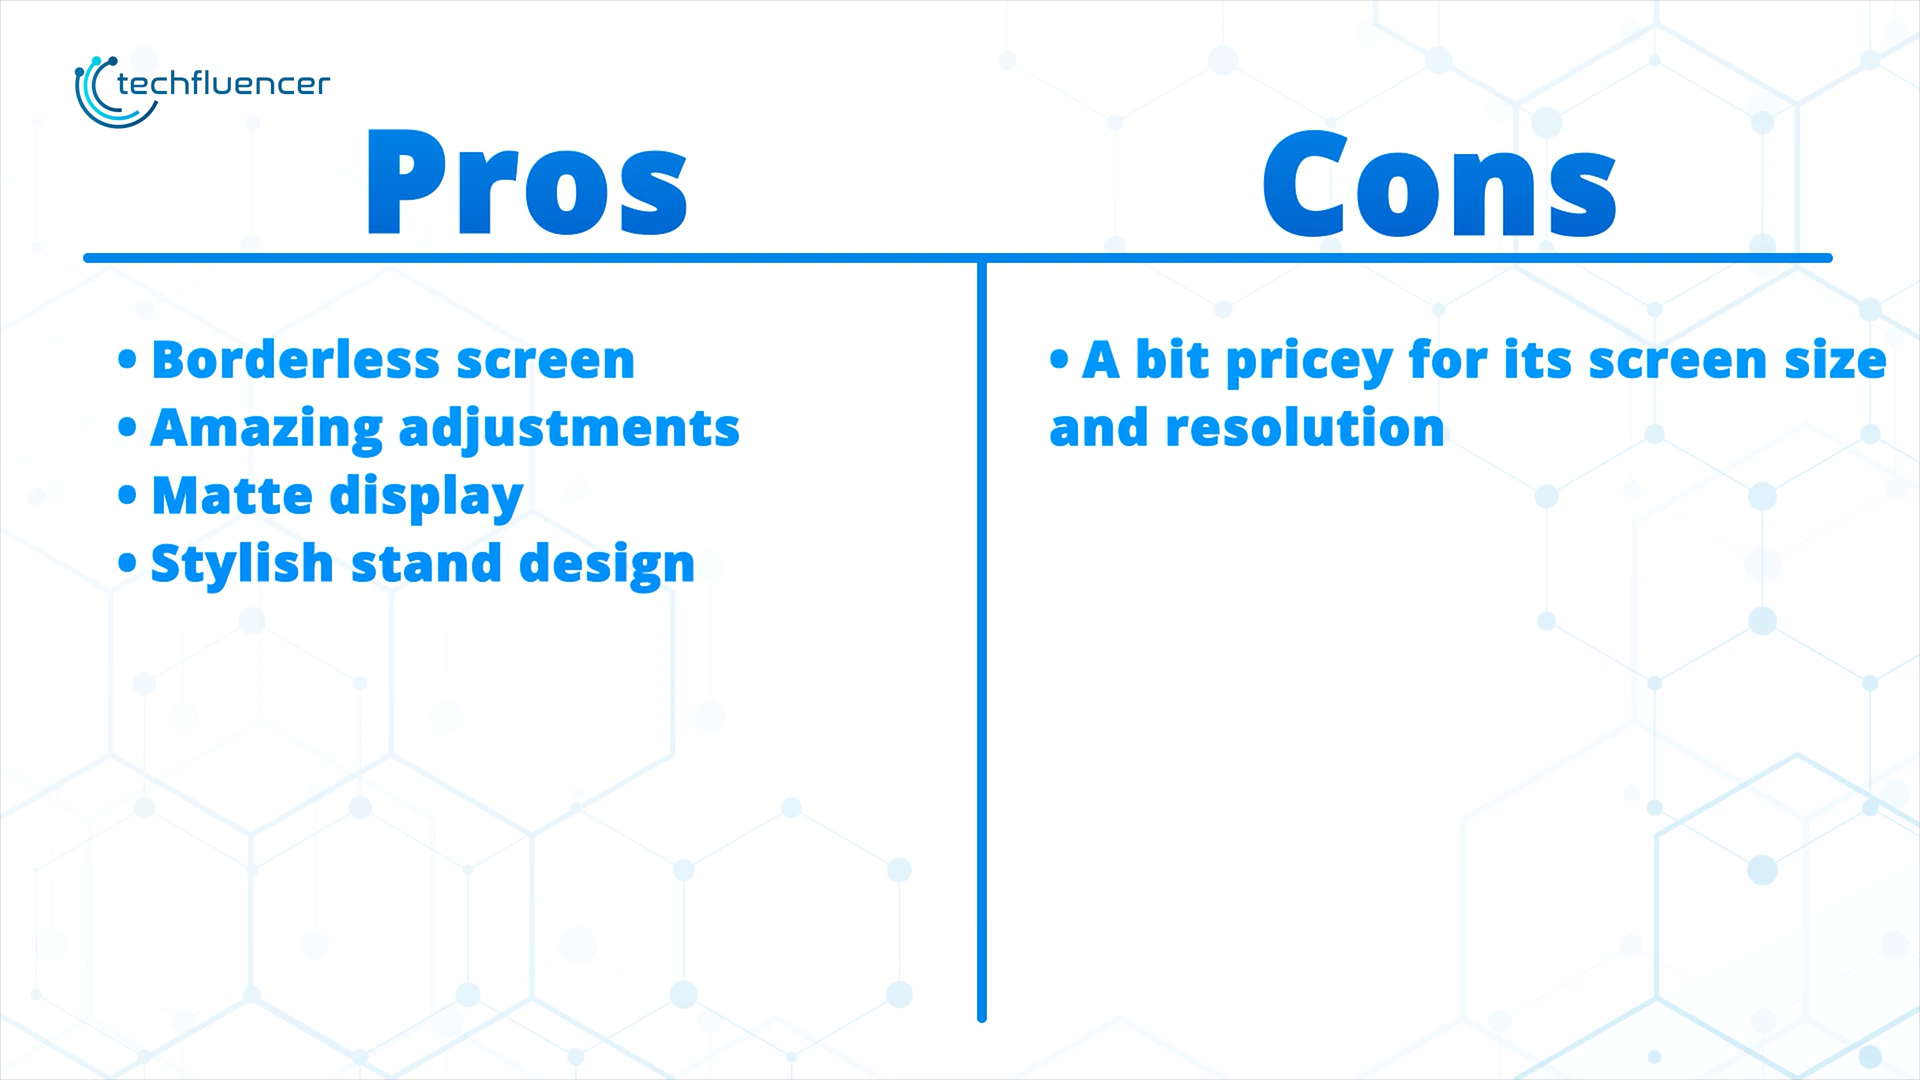 techfluencer
Pros
Cons
• Borderless screen
• Amazing adjustments
• Matte display
• Stylish stand design
• A bit pricey for its screen size
and resolution